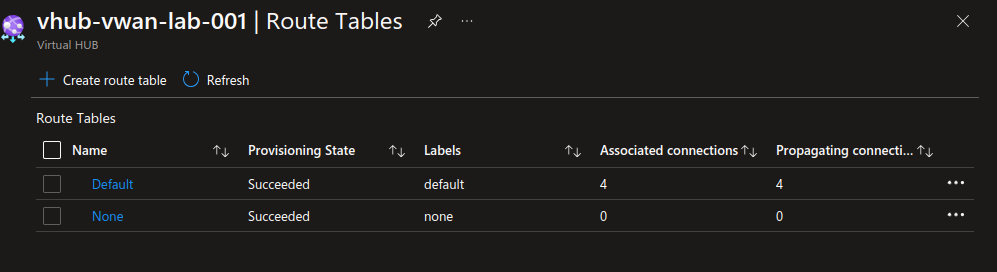 vhub-vwan-lab-001 | Route Tables
Virtual HUB
Create route table Refresh
Route Tables
Name Provisioning State Labels Associated connections Propagating connecti...
Default Succeeded default 4 4
None Succeeded none 0 0